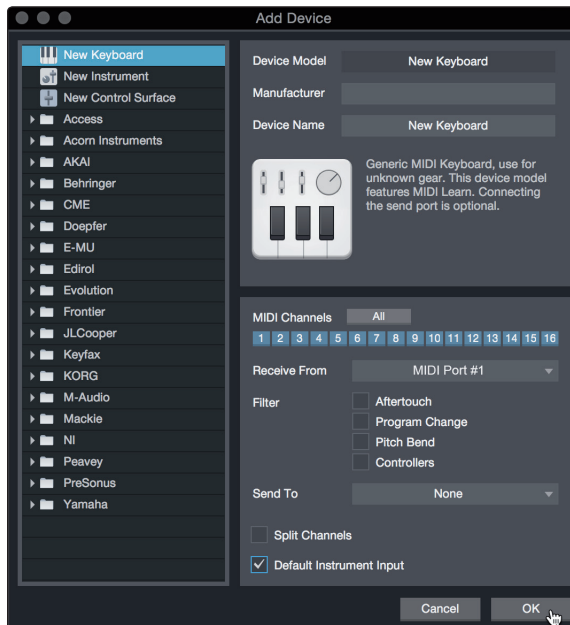 Add Device
New Keyboard
New Instrument
New Control Surface
Access
Acorn Instruments
AKAI
Behringer
CME
Doepfer
E-MU
Edirol
Evolution
Frontier
JLCooper
Keyfax
KORG
M-Audio
Mackie
NI
Peavey
PreSonus
Yamaha
Device Model New Keyboard
Manufacturer
Device Name New Keyboard
Generic MIDI Keyboard, use for
unknown gear. This device model
features MIDI Learn. Connecting
the send port is optional.
MIDI Channels All
1 2 3 4 5 6 7 8 9 10 11 12 13 14 15 16
Receive From MIDI Port #1
Filter Aftertouch
Program Change
Pitch Bend
Controllers
Send To None
Split Channels
Default Instrument Input
Cancel OK